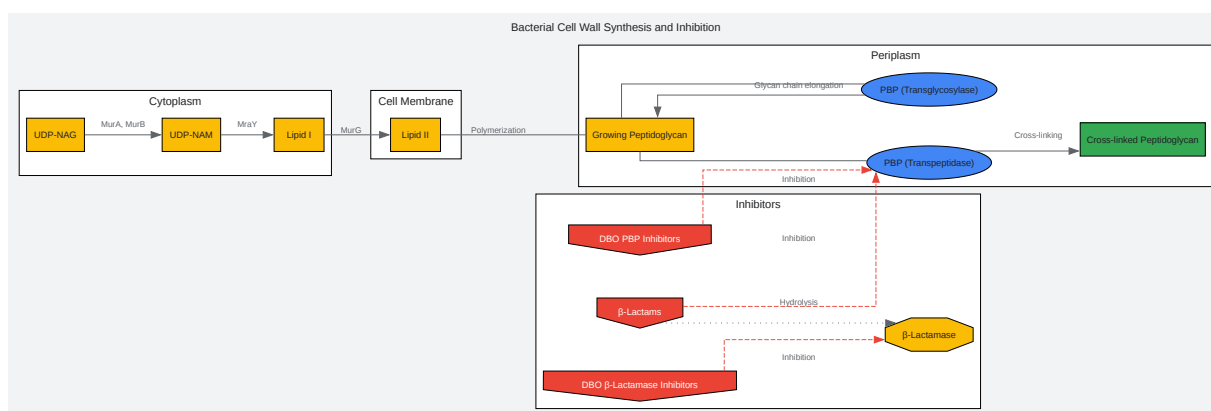 Bacterial Cell Wall Synthesis and Inhibition
Periplasm
Glycan chain elongation
PBP (Transglycosylase)
Cytoplasm
Cell Membrane
UDP-NAG
MurA, MurB
UDP-NAM
MraY
Lipid I
MurG
Lipid II
Polymerization
Growing Peptidoglycan
Cross-linking
Cross-linked Peptidoglycan
PBP (Transpeptidase)
Inhibition
Inhibitors
DBO PBP Inhibitors
Inhibition
Hydrolysis
β-Lactams
β-Lactamase
Inhibition
DBO β-Lactamase Inhibitors